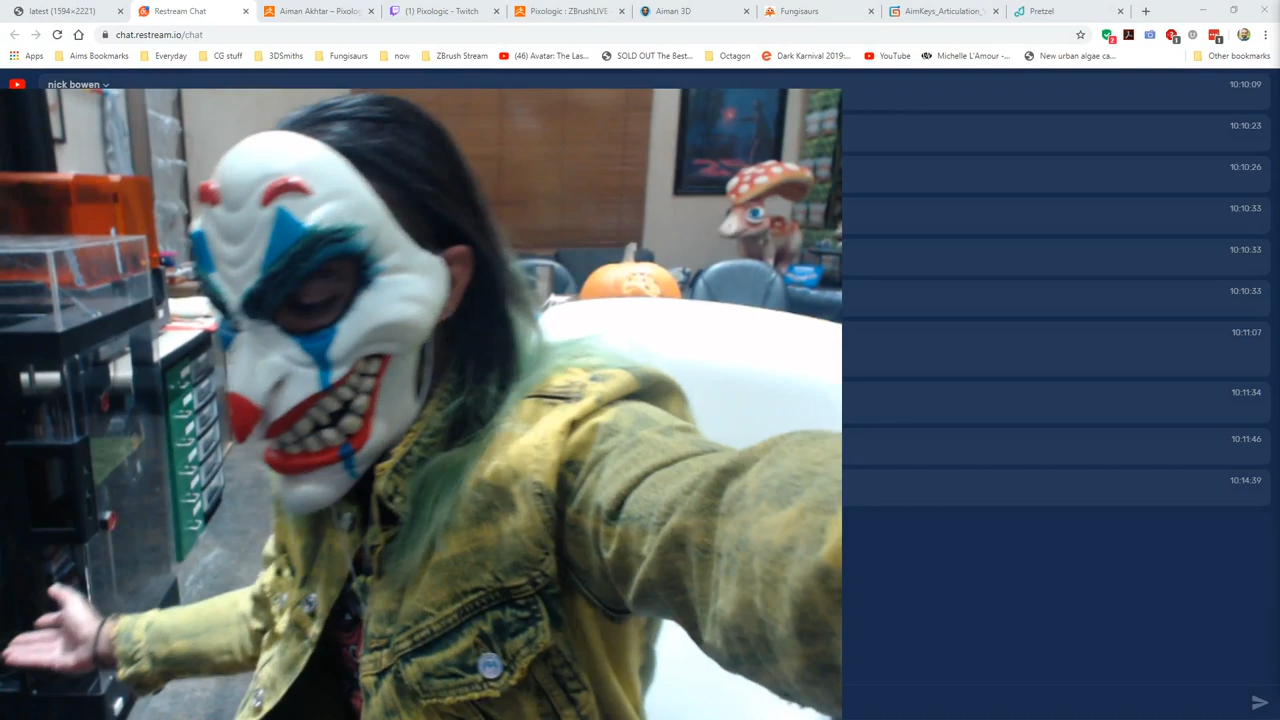 latest (1594×2221)
Restream Chat
Aiman Akhtar – Pixolog
(1) Pixologic - Twitch
Pixologic : ZBrushLIVE -
Aiman 3D
Fungisaurs
AimKeys_Articulation_
Pretzel
chat.restream.io/chat
Apps
Aims Bookmarks
Everyday
CG stuff
3DSmiths
Fungisaurs
now
ZBrush Stream
(46) Avatar: The Las...
SOLD OUT The Best...
Octagon
Dark Karnival 2019:...
YouTube
Michelle L'Amour -...
New urban algae ca...
Other bookmarks
nick bowen
10:10:09
10:10:23
10:10:26
10:10:33
10:10:33
10:10:33
10:11:07
10:11:34
10:11:46
10:14:39